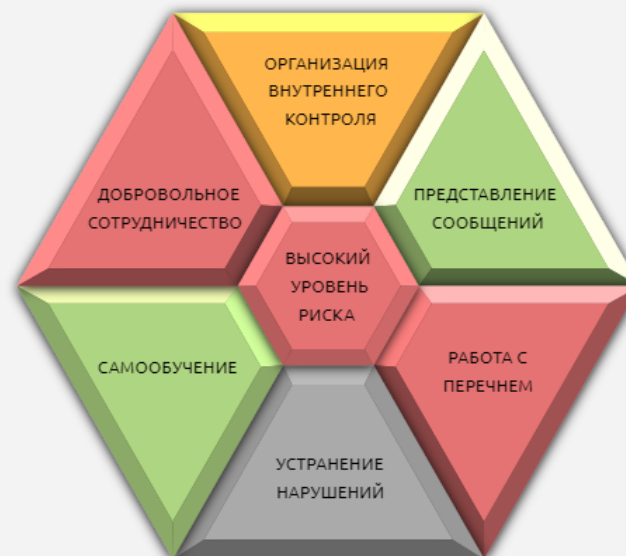 ОРГАНИЗАЦИЯ
ВНУТРЕННЕГО
КОНТРОЛЯ
ДОБРОВОЛЬНОЕ
СОТРУДНИЧЕСТВО
ПРЕДСТАВЛЕНИЕ
СООБЩЕНИЙ
ВЫСОКИЙ
УРОВЕНЬ
РИСКА
САМООБУЧЕНИЕ
РАБОТА С
ПЕРЕЧНЕМ
УСТРАНЕНИЕ
НАРУШЕНИЙ